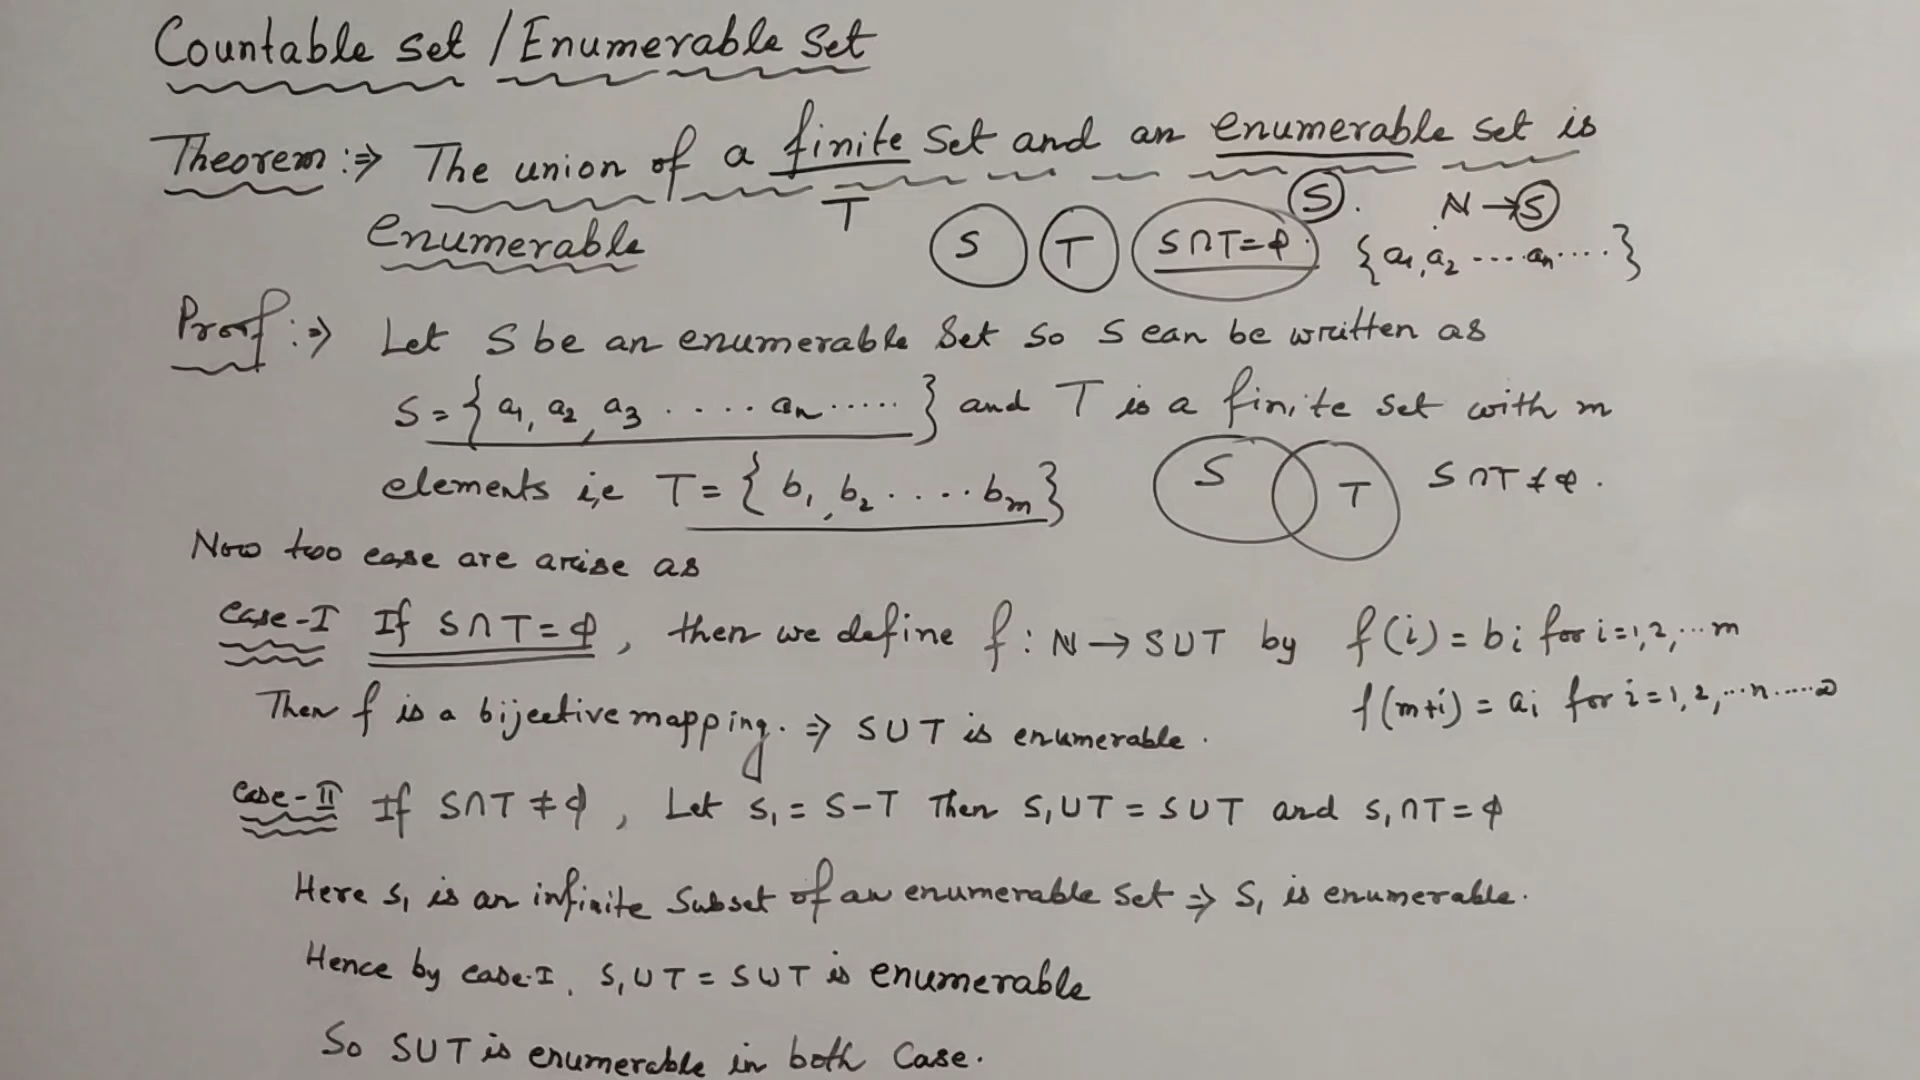 Countable set / Enumerable Set
Theorem :⇒ The union of a finite set and an enumerable set is
T
S.
N → S
enumerable
S T S∩T=φ. {a1, a2 ---- an ....}
Proof :⇒ Let S be an enumerable set so S can be written as
S = {a1, a2, a3 ..... an .....} and T is a finite set with m
elements i,e T = {b1, b2 ..... bm}
S T S∩T ≠ φ.
Now two case are arise as
Case-I If S∩T=φ, then we define f : N → SUT by f(i) = bi for i=1,2,...m
Then f is a bijective mapping. ⇒ SUT is enumerable.
f(m+i) = ai for i=1,2,...n.....∞
Case-II If S∩T ≠ φ, Let S1 = S-T Then S1UT = SUT and S1∩T=φ
Here S1 is an infinite subset of an enumerable set ⇒ S1 is enumerable.
Hence by case-I, S1UT = SUT is enumerable
So SUT is enumerable in both Case.